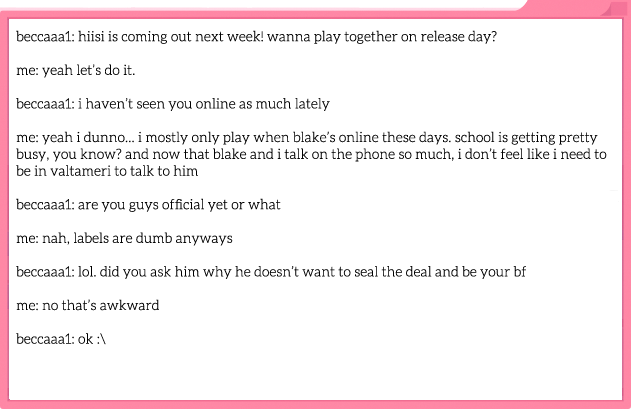 beccaaa1: hiisi is coming out next week! wanna play together on release day?
me: yeah let's do it.
beccaaa1: i haven't seen you online as much lately
me: yeah i dunno... i mostly only play when blake's online these days. school is getting pretty
busy, you know? and now that blake and i talk on the phone so much, i don't feel like i need to
be in valtameri to talk to him
beccaaa1: are you guys official yet or what
me: nah, labels are dumb anyways
beccaaa1: lol. did you ask him why he doesn't want to seal the deal and be your bf
me: no that's awkward
beccaaa1: ok :\